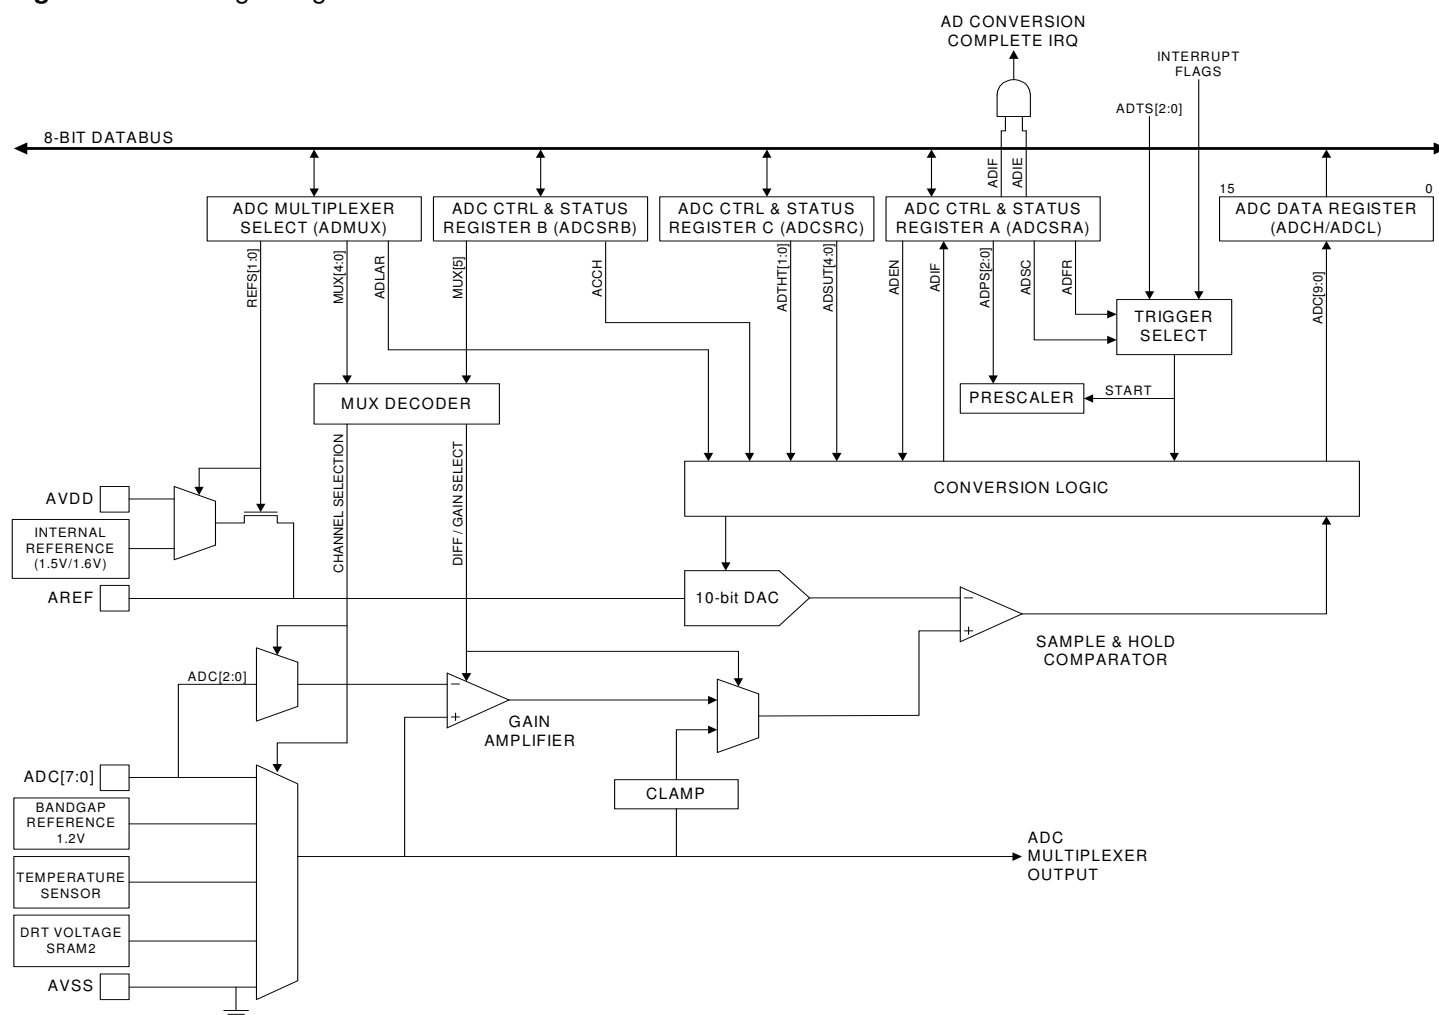 AD CONVERSION
COMPLETE IRQ
INTERRUPT
FLAGS
ADTS[2:0]
8-BIT DATABUS
ADIF
ADIE
15
0
ADC MULTIPLEXER
SELECT (ADMUX)
ADC CTRL & STATUS
REGISTER B (ADCSRB)
ADC CTRL & STATUS
REGISTER C (ADCSRC)
ADC CTRL & STATUS
REGISTER A (ADCSRA)
ADC DATA REGISTER
(ADCH/ADCL)
REFS[1:0]
MUX[4:0]
ADLAR
MUX[5]
ACCH
ADTHT[1:0]
ADSUT[4:0]
ADEN
ADIF
ADPS[2:0]
ADSC
ADFR
ADC[9:0]
TRIGGER
SELECT
MUX DECODER
PRESCALER
START
CHANNEL SELECTION
DIFF / GAIN SELECT
CONVERSION LOGIC
AVDD
INTERNAL
REFERENCE
(1.5V/1.6V)
AREF
10-bit DAC
−
+
SAMPLE & HOLD
COMPARATOR
ADC[2:0]
−
+
GAIN
AMPLIFIER
ADC[7:0]
CLAMP
BANDGAP
REFERENCE
1.2V
ADC
MULTIPLEXER
OUTPUT
TEMPERATURE
SENSOR
DRT VOLTAGE
SRAM2
AVSS